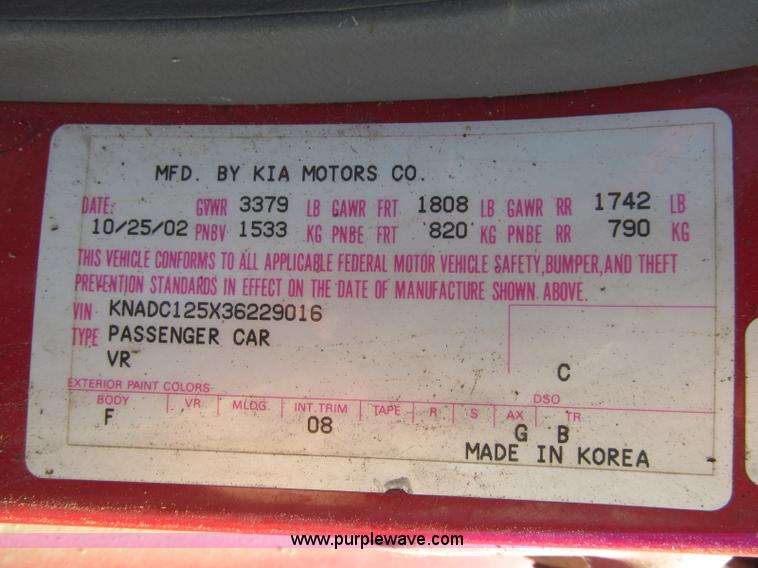 MFD. BY KIA MOTORS CO.
DATE: GVWR 3379 LB GAWR FRT 1808 LB GAWR RR 1742 LB
10/25/02 PNBV 1533 KG PNBE FRT 820 KG PNBE RR 790 KG
THIS VEHICLE CONFORMS TO ALL APPLICABLE FEDERAL MOTOR VEHICLE SAFETY,BUMPER,AND THEFT
PREVENTION STANDARDS IN EFFECT ON THE DATE OF MANUFACTURE SHOWN ABOVE.
VIN KNADC125X36229016
TYPE PASSENGER CAR
VR C
EXTERIOR PAINT COLORS DSO
BODY VR MLDG. INT.TRIM TAPE R S AX TR
F 08 G B
MADE IN KOREA
www.purplewave.com